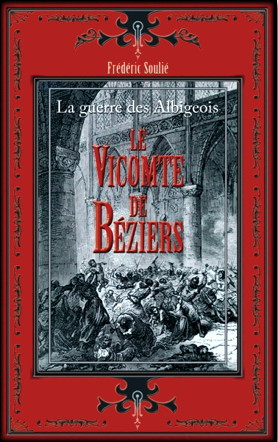 Frédéric Soulié
La guerre des Albigeois
LE
VICOMTE
DE
BÉZIERS